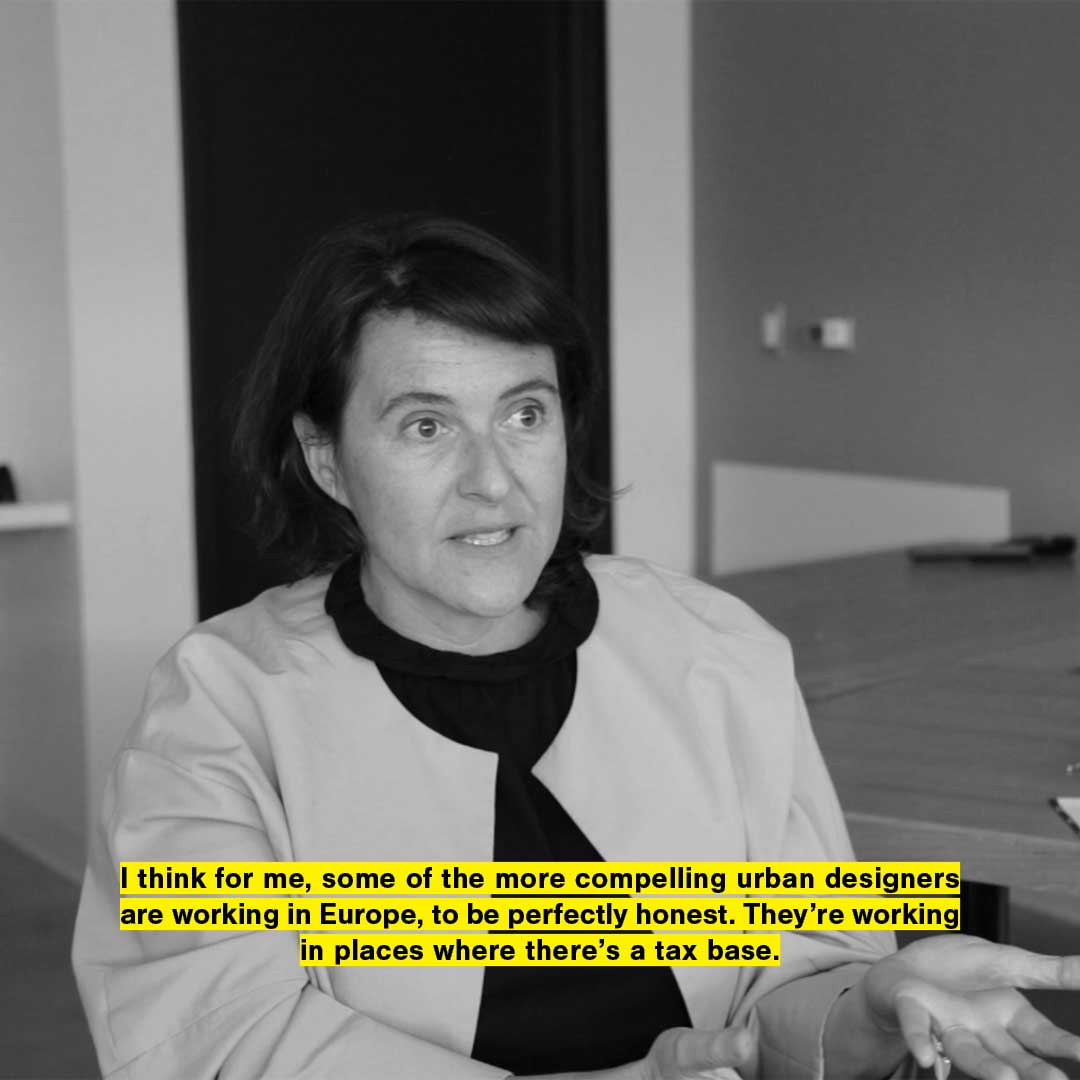 I think for me, some of the more compelling urban designers
are working in Europe, to be perfectly honest. They’re working
in places where there’s a tax base.